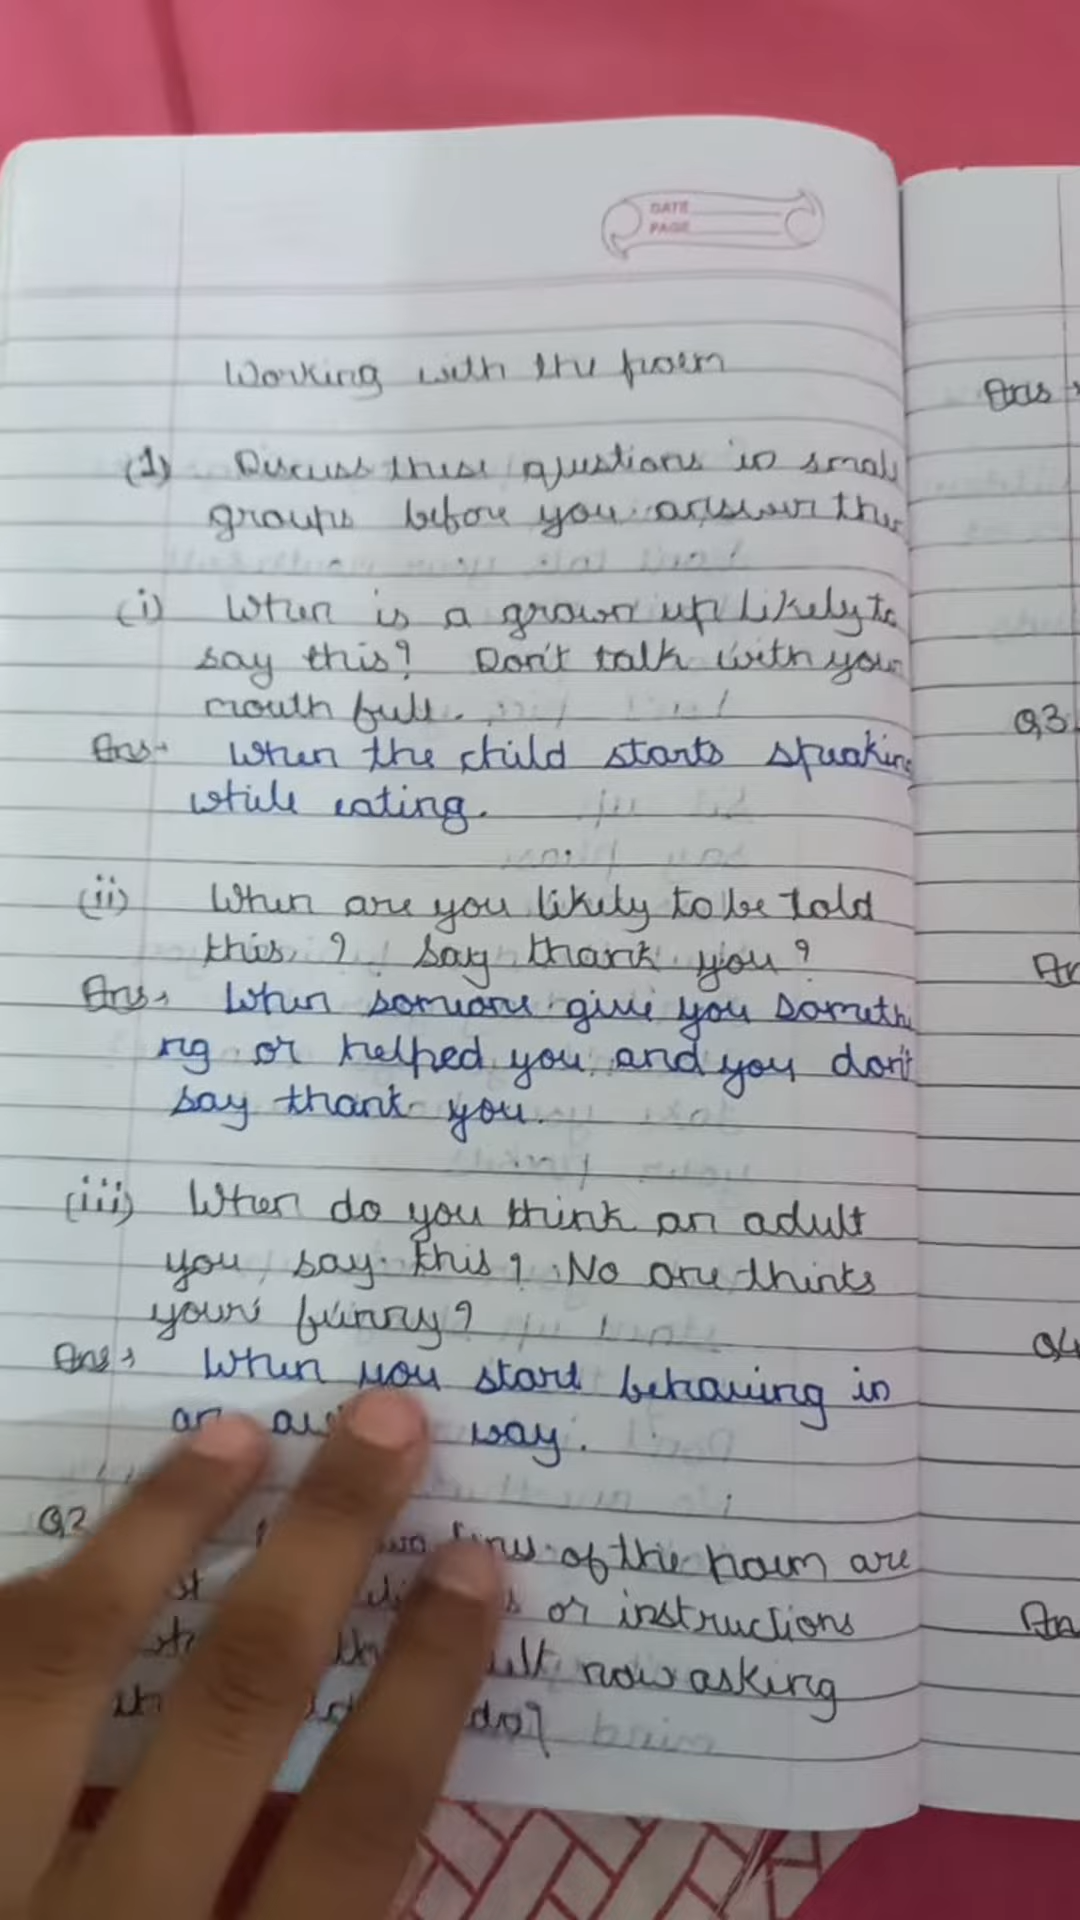 DATE
PAGE
Working with the poem
(1) Discuss these questions in small
groups before you answer
(i) When is a grown up likely to
say this? Don't talk with your
mouth full.
Ans→ When the child starts speaking
while eating.
(ii) When are you likely to be told
this? Say thank you?
Ans→ When someone give you somethi
ng or helped you and you don't
say thank you.
(iii) When do you think an adult
you say this? No one thinks
your funny?
Ans→ When you start behaving in
an way.
Q2 lines of the poem are
or instructions
now asking
do?
Ans →
Q3
Q4